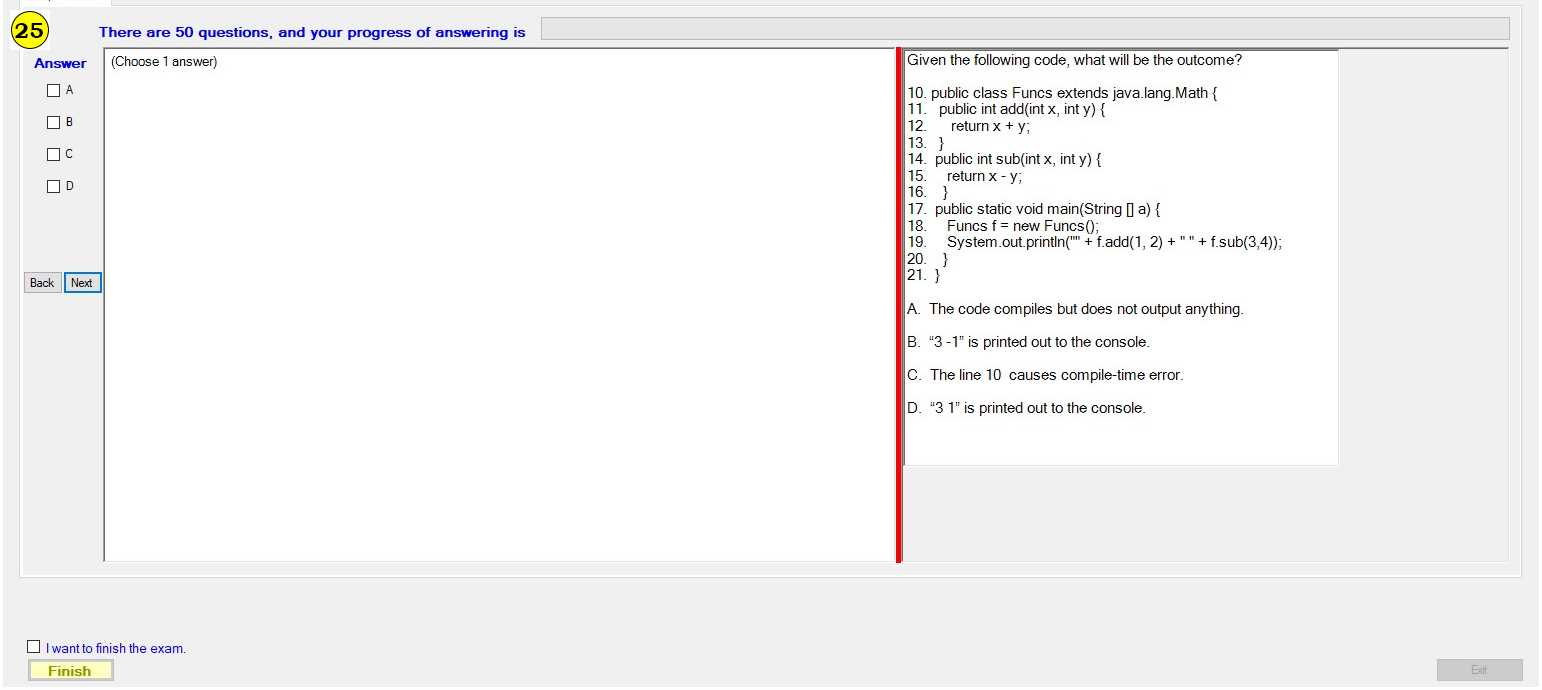 25
There are 50 questions, and your progress of answering is
Answer
A
B
C
D
Back Next
(Choose 1 answer)
Given the following code, what will be the outcome?
10. public class Funcs extends java.lang.Math {
11. public int add(int x, int y) {
12. return x + y;
13. }
14. public int sub(int x, int y) {
15. return x - y;
16. }
17. public static void main(String [] a) {
18. Funcs f = new Funcs();
19. System.out.println("" + f.add(1, 2) + " " + f.sub(3,4));
20. }
21. }
A. The code compiles but does not output anything.
B. “3 -1” is printed out to the console.
C. The line 10 causes compile-time error.
D. “3 1” is printed out to the console.
I want to finish the exam.
Finish
Exit